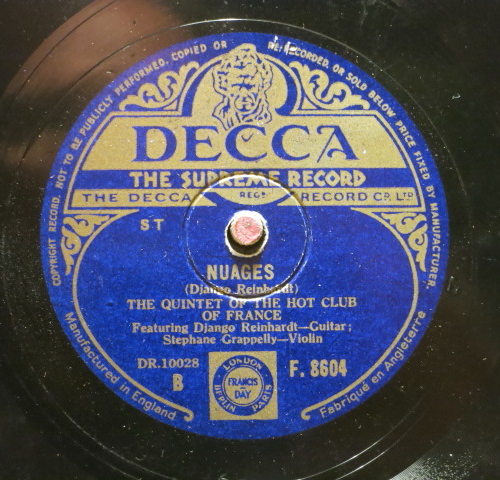 COPYRIGHT RECORD. NOT TO BE PUBLICLY PERFORMED, COPIED OR RE-RECORDED, OR SOLD BELOW PRICE FIXED BY MANUFACTURER.
DECCA
THE SUPREME RECORD
THE DECCA REGD RECORD CO. LTD
ST
NUAGES
(Django Reinhardt)
THE QUINTET OF THE HOT CLUB
OF FRANCE
Featuring Django Reinhardt—Guitar;
Stephane Grappelly—Violin
DR.10028
B
F. 8604
LONDON
FRANCIS
DAY
BERLIN PARIS
Manufactured in England
Fabriqué en Angleterre